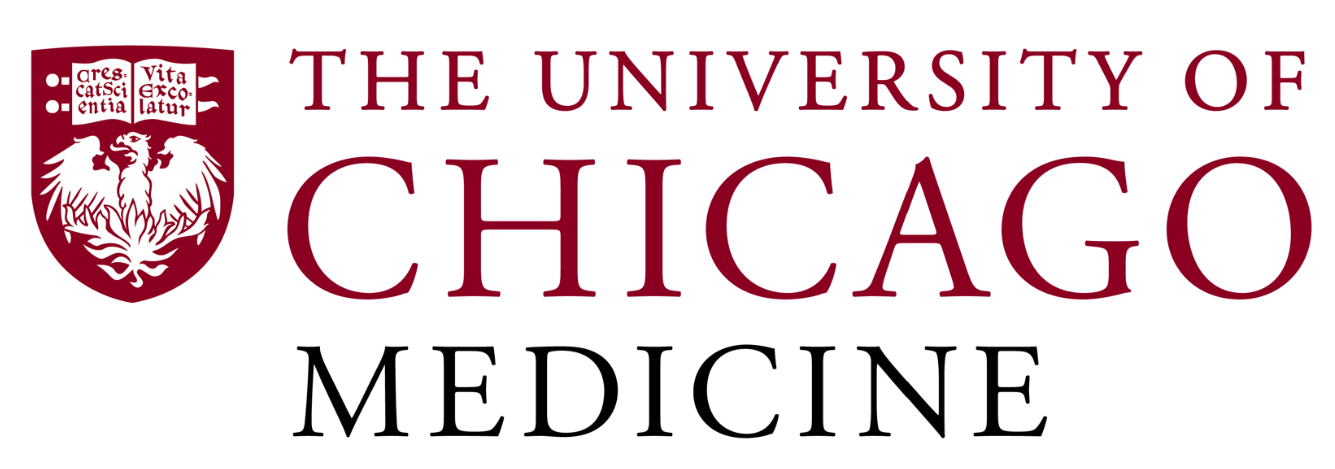 Cres-
catSci
entia
Vita
Exco-
latur
THE UNIVERSITY OF
CHICAGO
MEDICINE